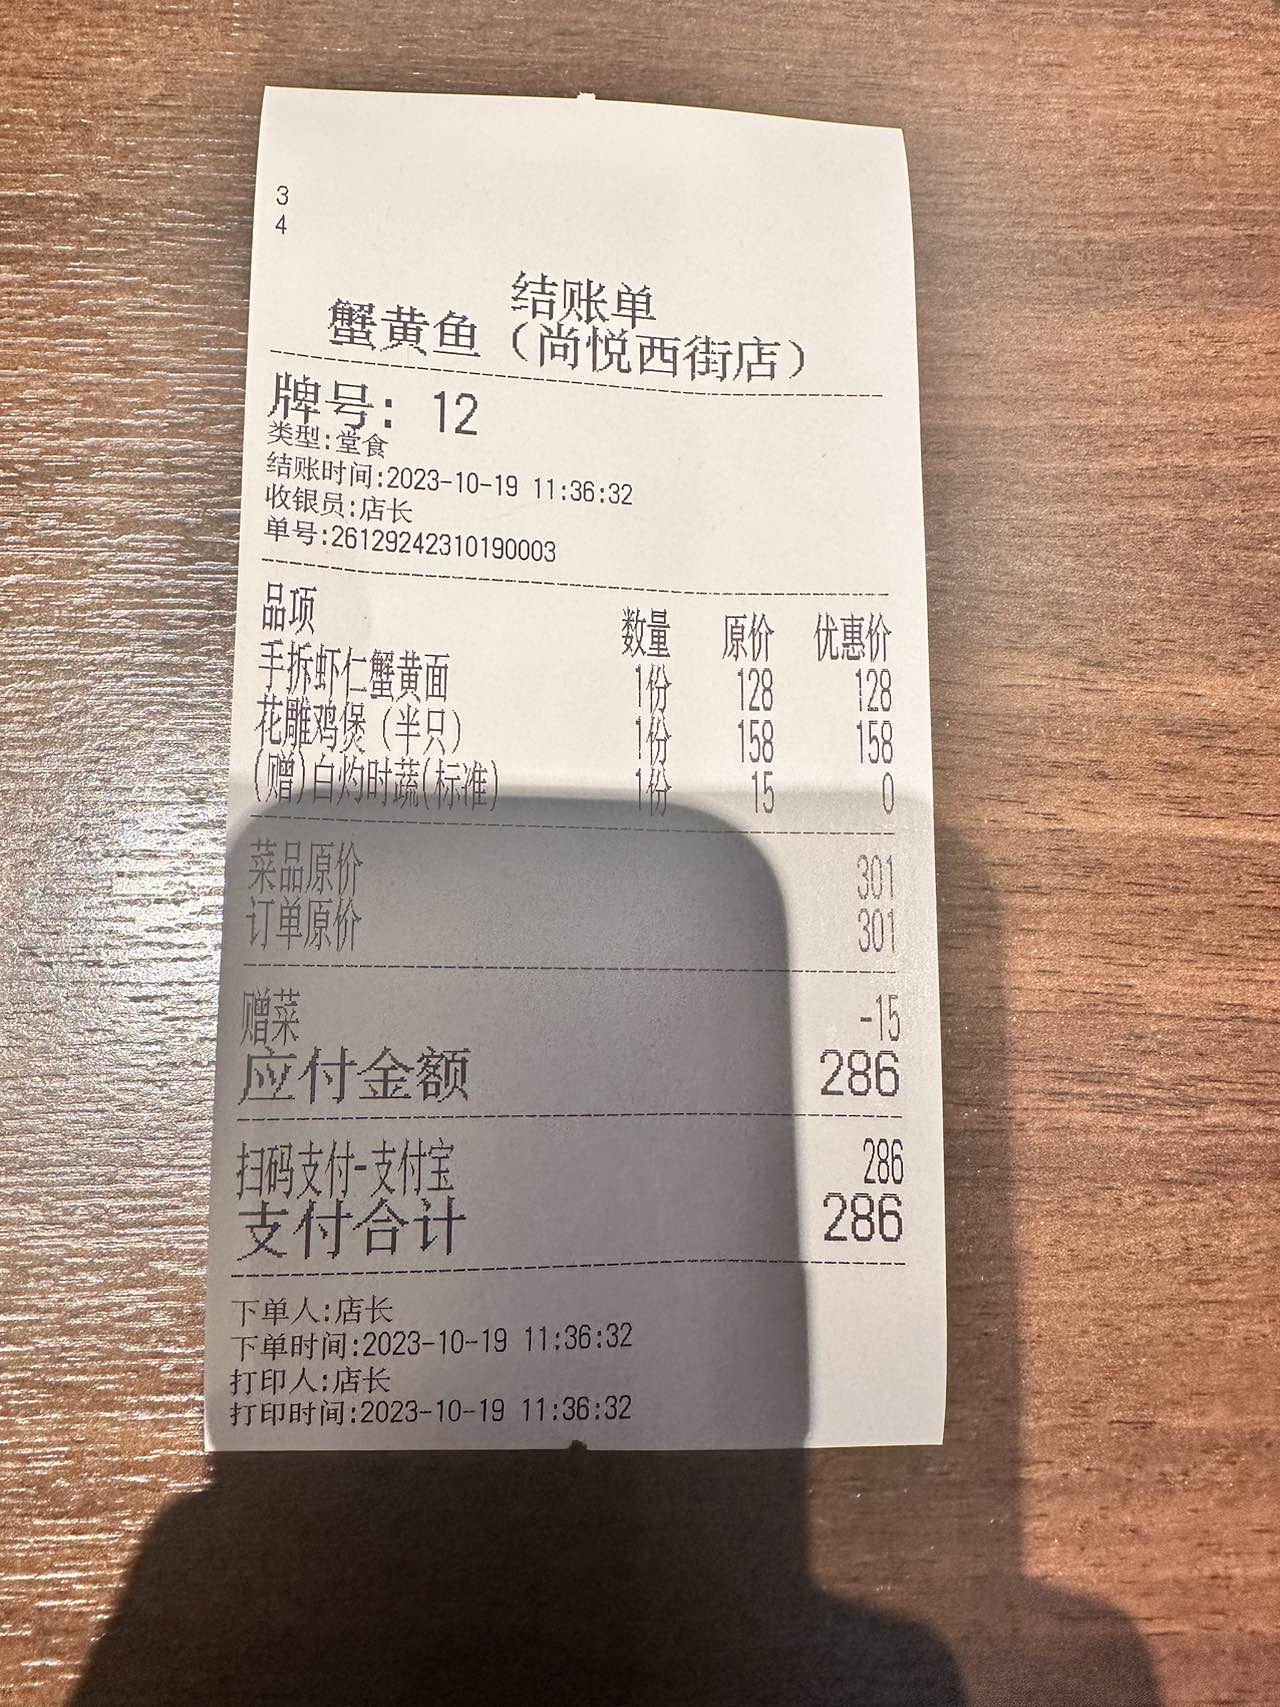 3
4
结账单
蟹黄鱼（尚悦西街店）
牌号: 12
类型:堂食
结账时间:2023-10-19 11:36:32
收银员:店长
单号:26129242310190003
品项 数量 原价 优惠价
手拆虾仁蟹黄面 1份 128 128
花雕鸡煲（半只） 1份 158 158
(赠)白灼时蔬(标准) 1份 15 0
菜品原价 301
订单原价 301
赠菜 -15
应付金额 286
扫码支付-支付宝 286
支付合计 286
下单人:店长
下单时间:2023-10-19 11:36:32
打印人:店长
打印时间:2023-10-19 11:36:32